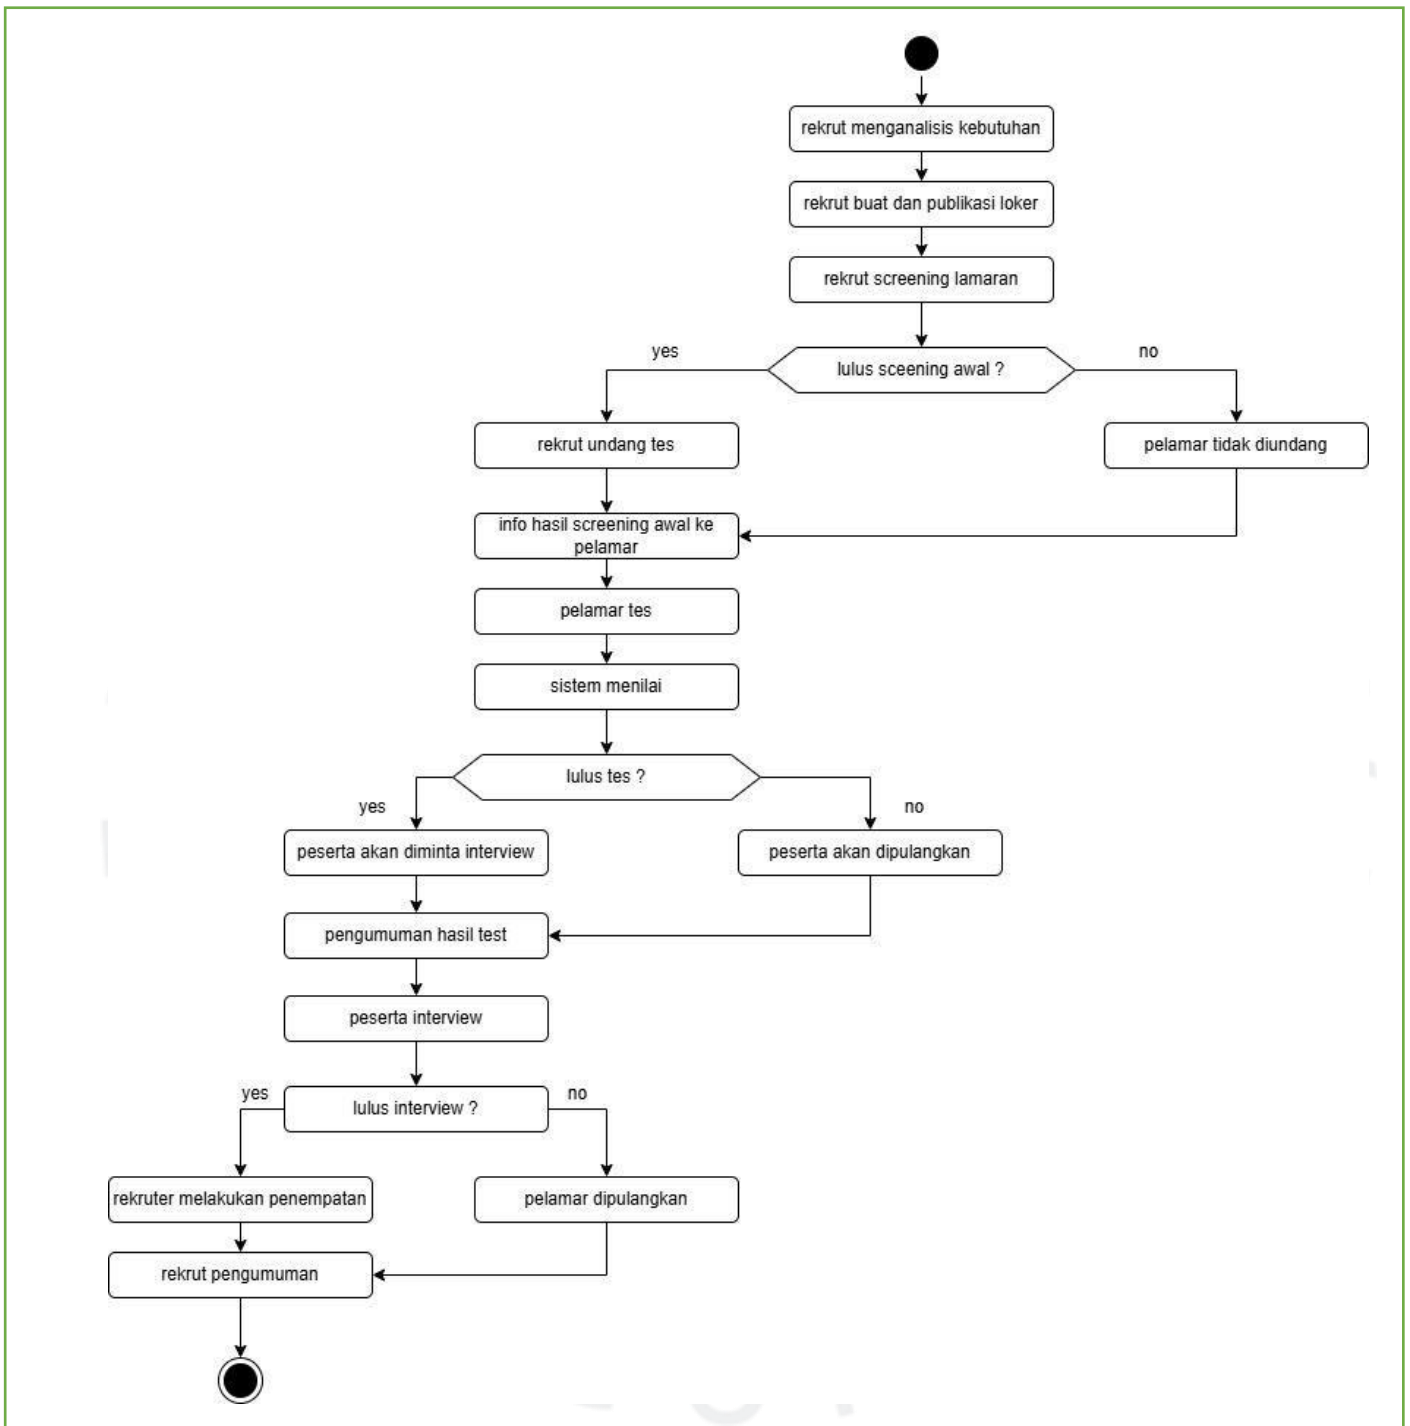 rekrut menganalisis kebutuhan
rekrut buat dan publikasi loker
rekrut screening lamaran
yes
lulus sceening awal ?
no
rekrut undang tes
pelamar tidak diundang
info hasil screening awal ke
pelamar
pelamar tes
sistem menilai
lulus tes ?
yes
no
peserta akan diminta interview
peserta akan dipulangkan
pengumuman hasil test
peserta interview
yes
lulus interview ?
no
rekruter melakukan penempatan
pelamar dipulangkan
rekrut pengumuman